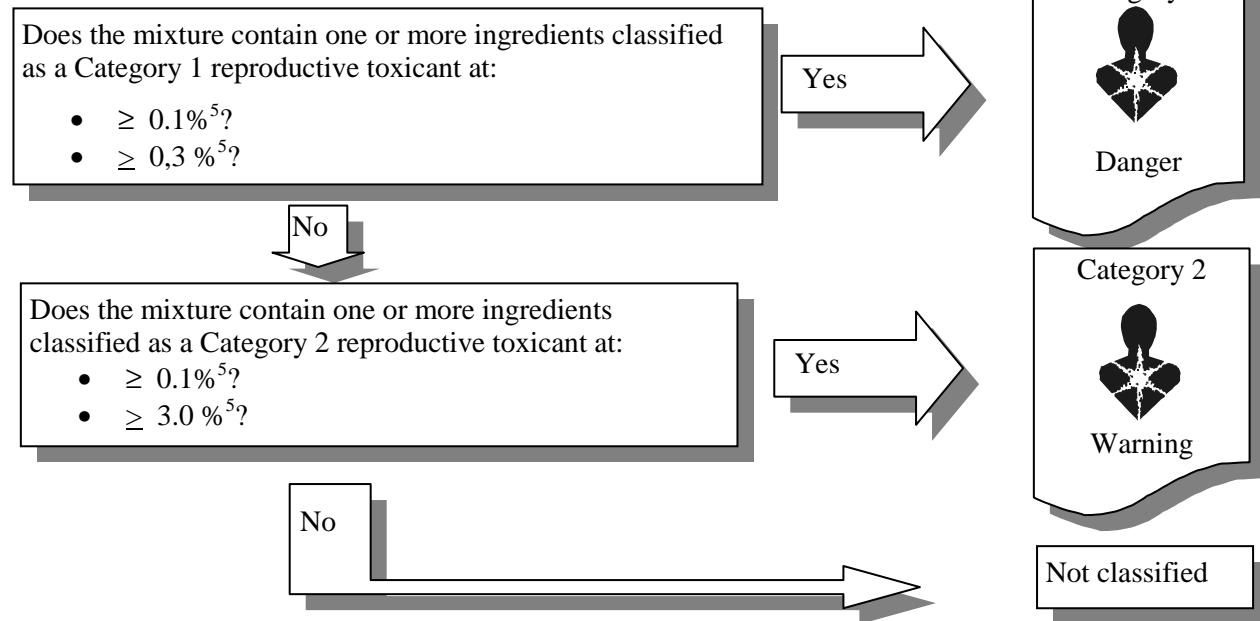 Does the mixture contain one or more ingredients classified
as a Category 1 reproductive toxicant at:
• ≥ 0.1%⁵?
• ≥ 0,3 %⁵?
Yes
Danger
No
Does the mixture contain one or more ingredients
classified as a Category 2 reproductive toxicant at:
• ≥ 0.1%⁵?
• ≥ 3.0 %⁵?
Yes
Category 2
Warning
No
Not classified